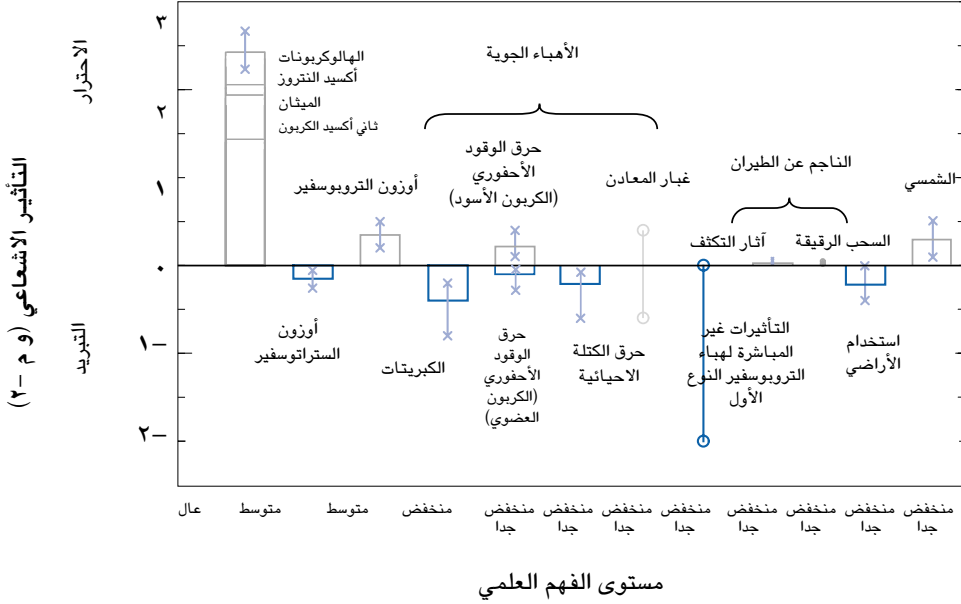 ٣
٢
١
٠
١−
٢−
الاحترار
التبريد
التأثير الاشعاعي (و م −٢)
الهالوكربونات
أكسيد النتروز
الميثان
ثاني أكسيد الكربون
أوزون التروبوسفير
الأهباء الجوية
حرق الوقود
الأحفوري
(الكربون الأسود)
غبار المعادن
الناجم عن الطيران
آثار التكثف
السحب الرقيقة
الشمسي
أوزون
الستراتوسفير
الكبريتات
حرق
الوقود
الأحفوري
(الكربون
العضوي)
حرق الكتلة
الاحيائية
التأثيرات غير
المباشرة لهباء
التروبوسفير النوع
الأول
استخدام
الأراضي
عال
متوسط
متوسط
منخفض
منخفض
جدا
منخفض
جدا
منخفض
جدا
منخفض
جدا
منخفض
جدا
منخفض
جدا
منخفض
جدا
منخفض
جدا
مستوى الفهم العلمي